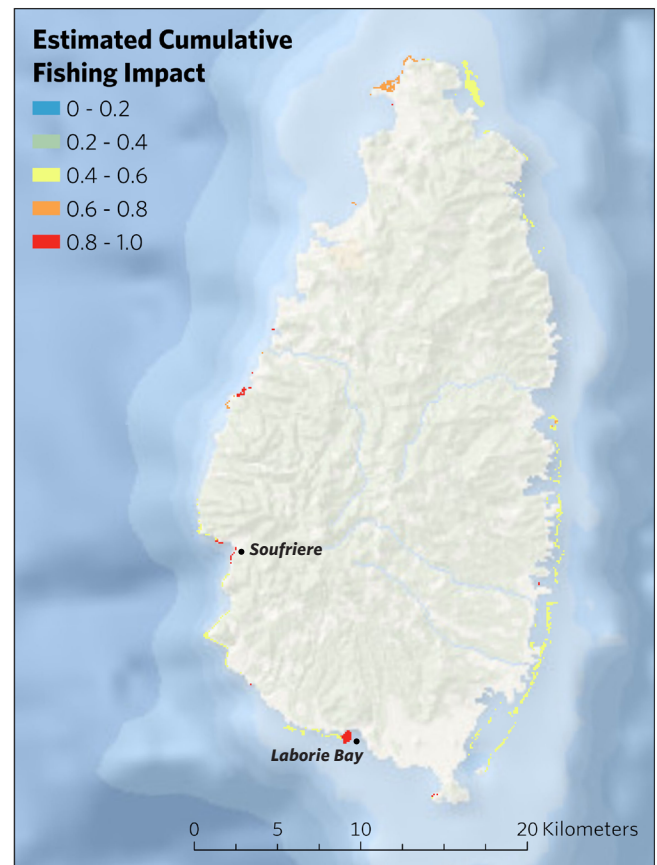 Estimated Cumulative
Fishing Impact
0 - 0.2
0.2 - 0.4
0.4 - 0.6
0.6 - 0.8
0.8 - 1.0
Soufriere
Laborie Bay
0 5 10 20 Kilometers